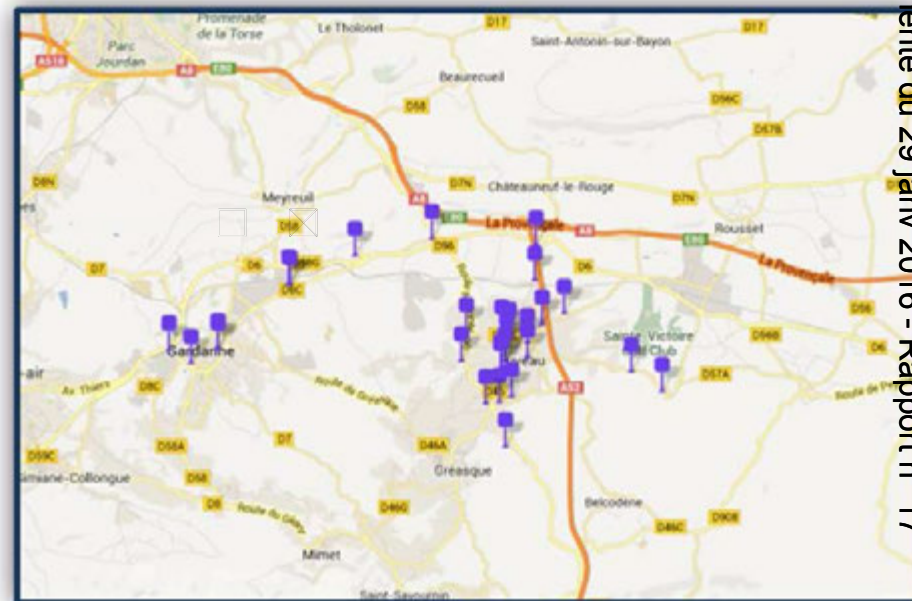 Promenade
de la Torse
Le Tholonet
D17
D17
Parc
Jourdan
Saint-Antonin-sur-Bayon
A516
A8
E80
Beaurecueil
D58
D56C
D57B
D8N
D7N
Châteauneuf-le-Rouge
D7N
Meyreuil
A8
E80
La Provençale
A8
D58
Rousset
E80
D96
D7
D6
D6
La Provençale
D6C
D56
Sainte-Victoire
Club
D96B
D6
Gardanne
-air
Av. Thiers
D8C
A52
D57A
Route de Gréasque
D58A
D7
D46A
D59C
Simiane-Collongue
D58
Gréasque
D8
Route du
D46G
Belcodène
D46C
D908
Mimet
Saint-Savournin
du 29 janv 2016 - Rapport n° 17